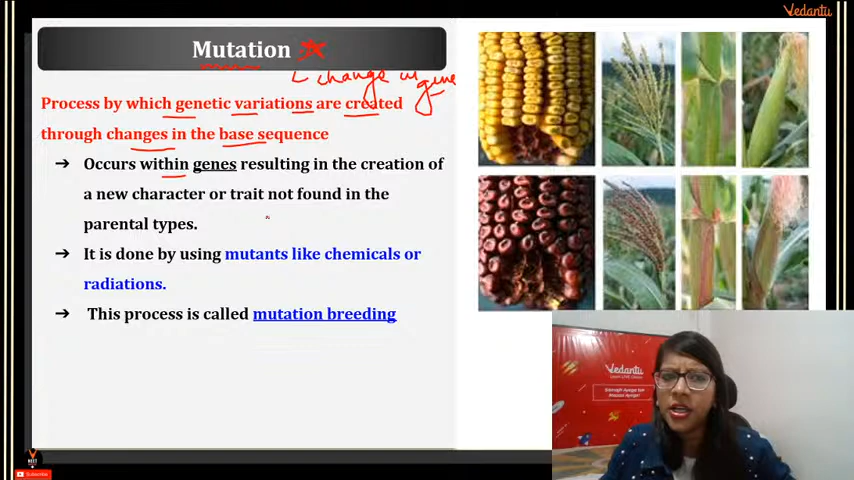 Vedantu
Mutation
change in gene
Process by which genetic variations are created
through changes in the base sequence
➔ Occurs within genes resulting in the creation of
a new character or trait not found in the
parental types.
➔ It is done by using mutants like chemicals or
radiations.
➔ This process is called mutation breeding
Vedantu
Subscribe